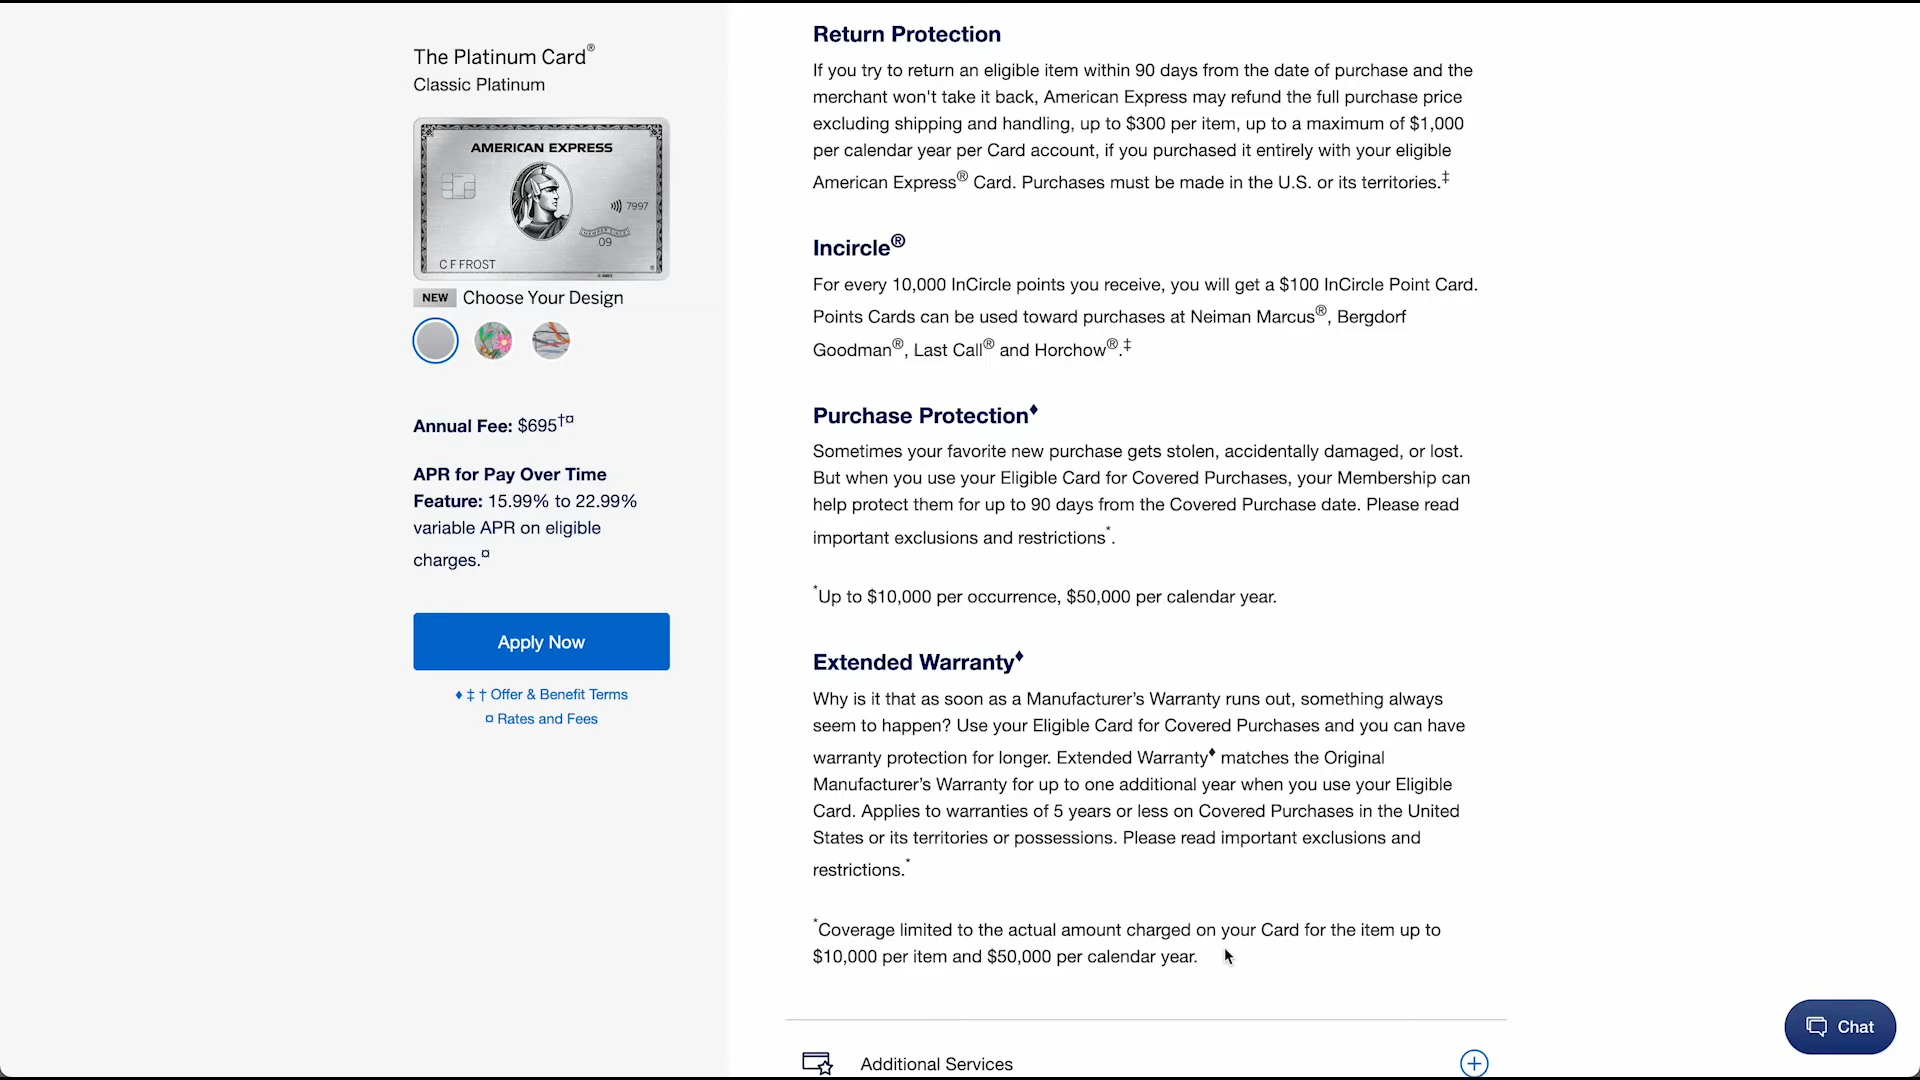 The Platinum Card®
Classic Platinum
AMERICAN EXPRESS
7997
MEMBER SINCE
09
C F FROST
© AMEX
NEW Choose Your Design
Annual Fee: $695†¤
APR for Pay Over Time
Feature: 15.99% to 22.99%
variable APR on eligible
charges.¤
Apply Now
♦ ‡ † Offer & Benefit Terms
¤ Rates and Fees
Return Protection
If you try to return an eligible item within 90 days from the date of purchase and the
merchant won't take it back, American Express may refund the full purchase price
excluding shipping and handling, up to $300 per item, up to a maximum of $1,000
per calendar year per Card account, if you purchased it entirely with your eligible
American Express® Card. Purchases must be made in the U.S. or its territories.‡
Incircle®
For every 10,000 InCircle points you receive, you will get a $100 InCircle Point Card.
Points Cards can be used toward purchases at Neiman Marcus®, Bergdorf
Goodman®, Last Call® and Horchow®.‡
Purchase Protection♦
Sometimes your favorite new purchase gets stolen, accidentally damaged, or lost.
But when you use your Eligible Card for Covered Purchases, your Membership can
help protect them for up to 90 days from the Covered Purchase date. Please read
important exclusions and restrictions*.
*Up to $10,000 per occurrence, $50,000 per calendar year.
Extended Warranty♦
Why is it that as soon as a Manufacturer’s Warranty runs out, something always
seem to happen? Use your Eligible Card for Covered Purchases and you can have
warranty protection for longer. Extended Warranty♦ matches the Original
Manufacturer’s Warranty for up to one additional year when you use your Eligible
Card. Applies to warranties of 5 years or less on Covered Purchases in the United
States or its territories or possessions. Please read important exclusions and
restrictions.*
*Coverage limited to the actual amount charged on your Card for the item up to
$10,000 per item and $50,000 per calendar year.
Additional Services
Chat